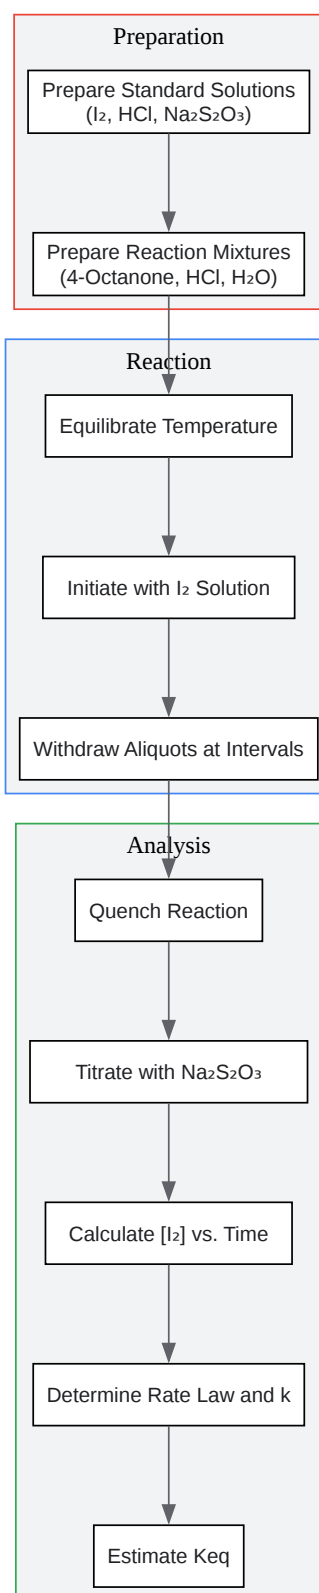 Preparation
Prepare Standard Solutions
(I₂, HCl, Na₂S₂O₃)
Prepare Reaction Mixtures
(4-Octanone, HCl, H₂O)
Reaction
Equilibrate Temperature
Initiate with I₂ Solution
Withdraw Aliquots at Intervals
Analysis
Quench Reaction
Titrate with Na₂S₂O₃
Calculate [I₂] vs. Time
Determine Rate Law and k
Estimate Keq